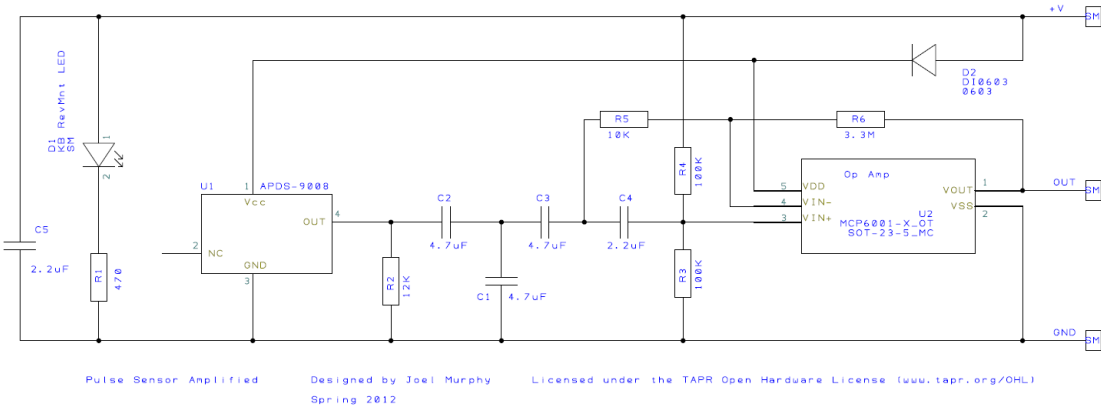 +V
SM
D1
KB RevMnt LED
SM
1
2
D2
DI0603
0603
R5
10K
R6
3.3M
R4
100K
U1
APDS-9008
1
Vcc
OUT
4
2
NC
GND
3
C2
4.7uF
C3
4.7uF
C4
2.2uF
Op Amp
5
VDD
4
VIN-
3
VIN+
VOUT
1
VSS
2
U2
MCP6001-X_OT
SOT-23-5_MC
OUT
SM
C5
2.2uF
R1
470
R2
12K
C1
4.7uF
R3
100K
GND
SM
Pulse Sensor Amplified
Designed by Joel Murphy
Licensed under the TAPR Open Hardware License (www.tapr.org/OHL)
Spring 2012